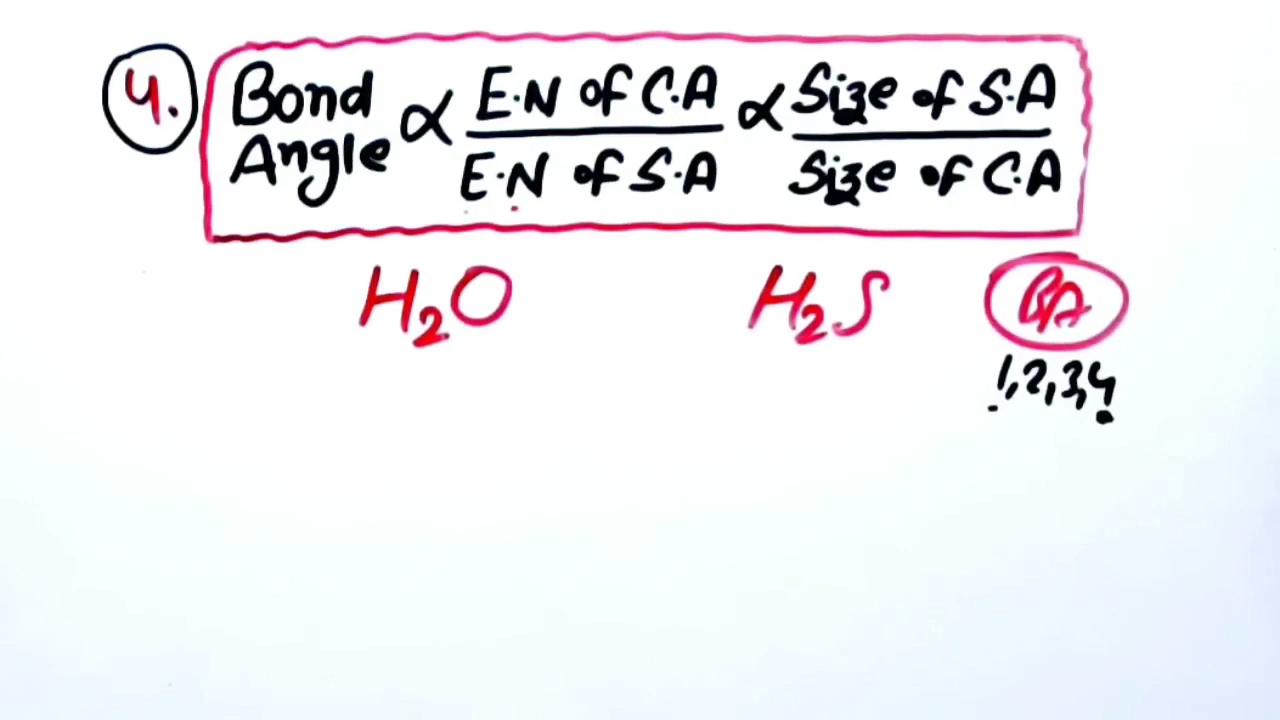 4. Bond Angle ∝ E.N of C.A / E.N of S.A ∝ Size of S.A / Size of C.A
H₂O H₂S BA
1,2,3,4